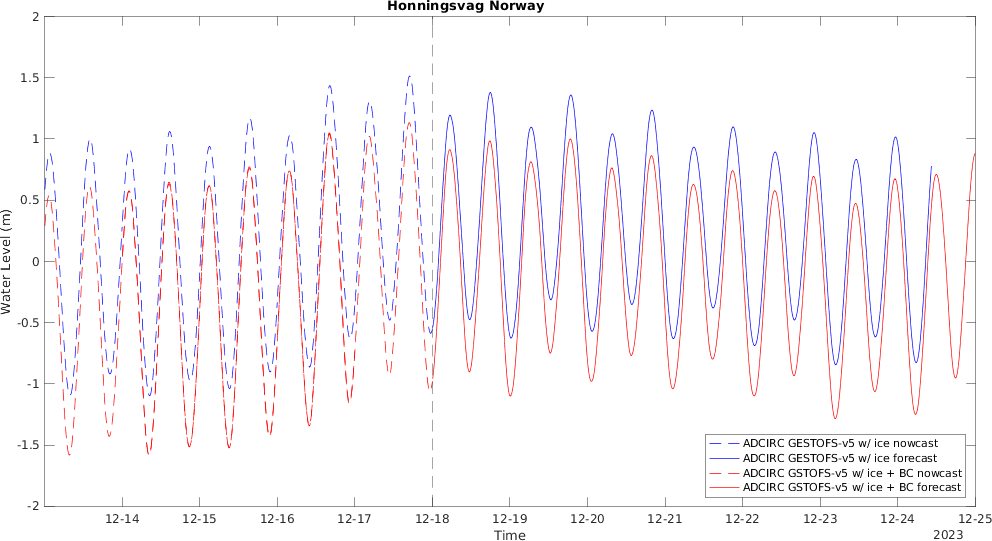 Honningsvag Norway
2
1.5
1
0.5
0
-0.5
-1
-1.5
-2
Water Level (m)
ADCIRC GESTOFS-v5 w/ ice nowcast
ADCIRC GESTOFS-v5 w/ ice forecast
ADCIRC GSTOFS-v5 w/ ice + BC nowcast
ADCIRC GSTOFS-v5 w/ ice + BC forecast
12-14 12-15 12-16 12-17 12-18 12-19 12-20 12-21 12-22 12-23 12-24 12-25
Time
2023